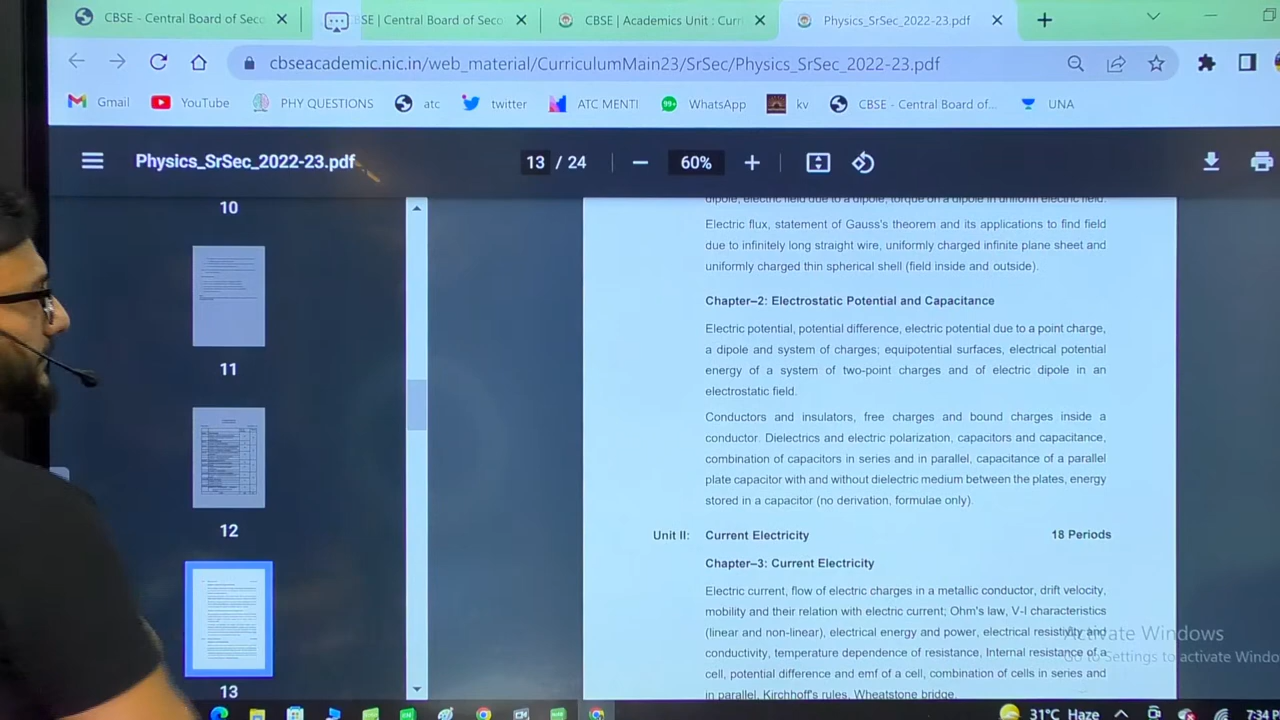 CBSE - Central Board of Seco
SE | Central Board of Seco
CBSE | Academics Unit : Curr
Physics_SrSec_2022-23.pdf
cbseacademic.nic.in/web_material/CurriculumMain23/SrSec/Physics_SrSec_2022-23.pdf
Gmail YouTube PHY QUESTIONS atc twitter ATC MENTI 99+ WhatsApp kv CBSE - Central Board of... UNA
Physics_SrSec_2022-23.pdf 13 / 24 60%
10
11
12
13
dipole, electric field due to a dipole, torque on a dipole in uniform electric field.
Electric flux, statement of Gauss's theorem and its applications to find field
due to infinitely long straight wire, uniformly charged infinite plane sheet and
uniformly charged thin spherical shell (field inside and outside).
Chapter–2: Electrostatic Potential and Capacitance
Electric potential, potential difference, electric potential due to a point charge,
a dipole and system of charges; equipotential surfaces, electrical potential
energy of a system of two-point charges and of electric dipole in an
electrostatic field.
Conductors and insulators, free charges and bound charges inside a
conductor. Dielectrics and electric polarization, capacitors and capacitance,
combination of capacitors in series and in parallel, capacitance of a parallel
plate capacitor with and without dielectric medium between the plates, energy
stored in a capacitor (no derivation, formulae only).
Unit II: Current Electricity 18 Periods
Chapter–3: Current Electricity
Electric current, flow of electric charges in a metallic conductor, drift velocity,
mobility and their relation with electric current; Ohm's law, V-I characteristics
(linear and non-linear), electrical energy and power, electrical resistivity and
conductivity, temperature dependence of resistance, Internal resistance of a
cell, potential difference and emf of a cell, combination of cells in series and
in parallel, Kirchhoff's rules, Wheatstone bridge.
Activate Windows
Go to Settings to activate Windo
31°C Haze 7:34 P